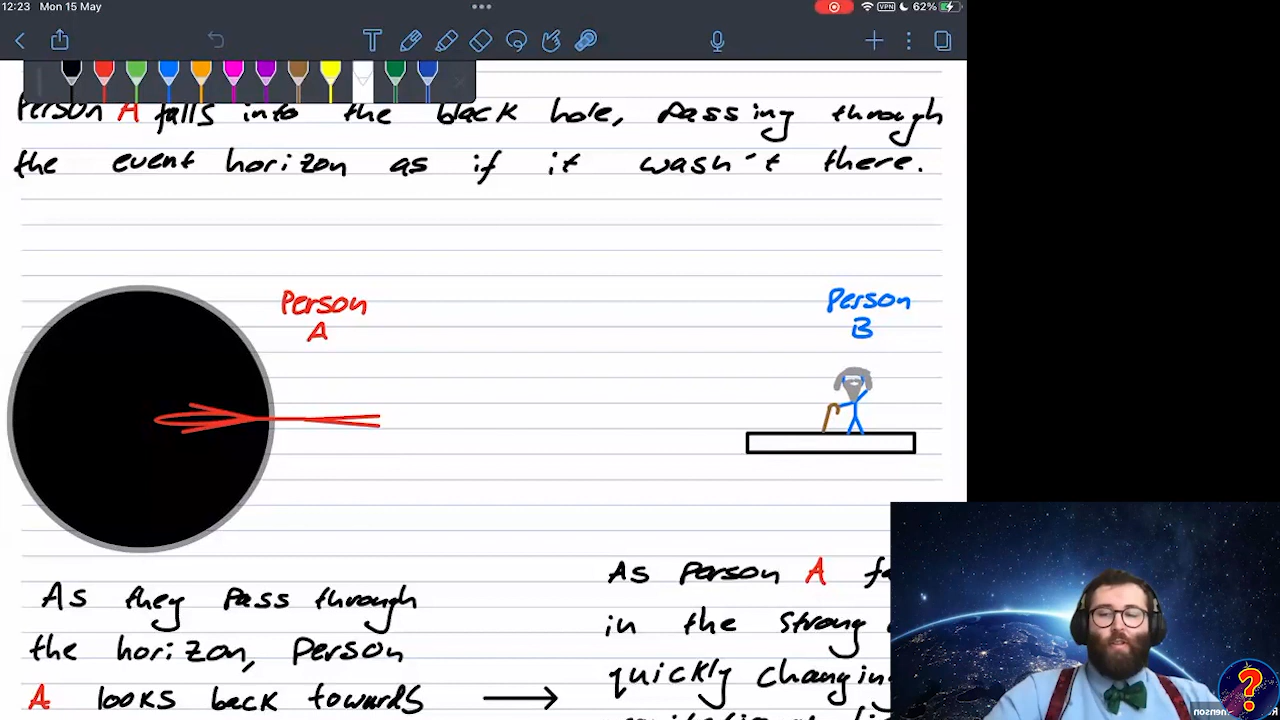 12:23 Mon 15 May
VPN 62%
T
Person A falls into the black hole, passing through
the event horizon as if it wasn't there.
Person
A
Person
B
As they pass through
the horizon, Person
A looks back towards
As person A
in the strong
quickly changing
?